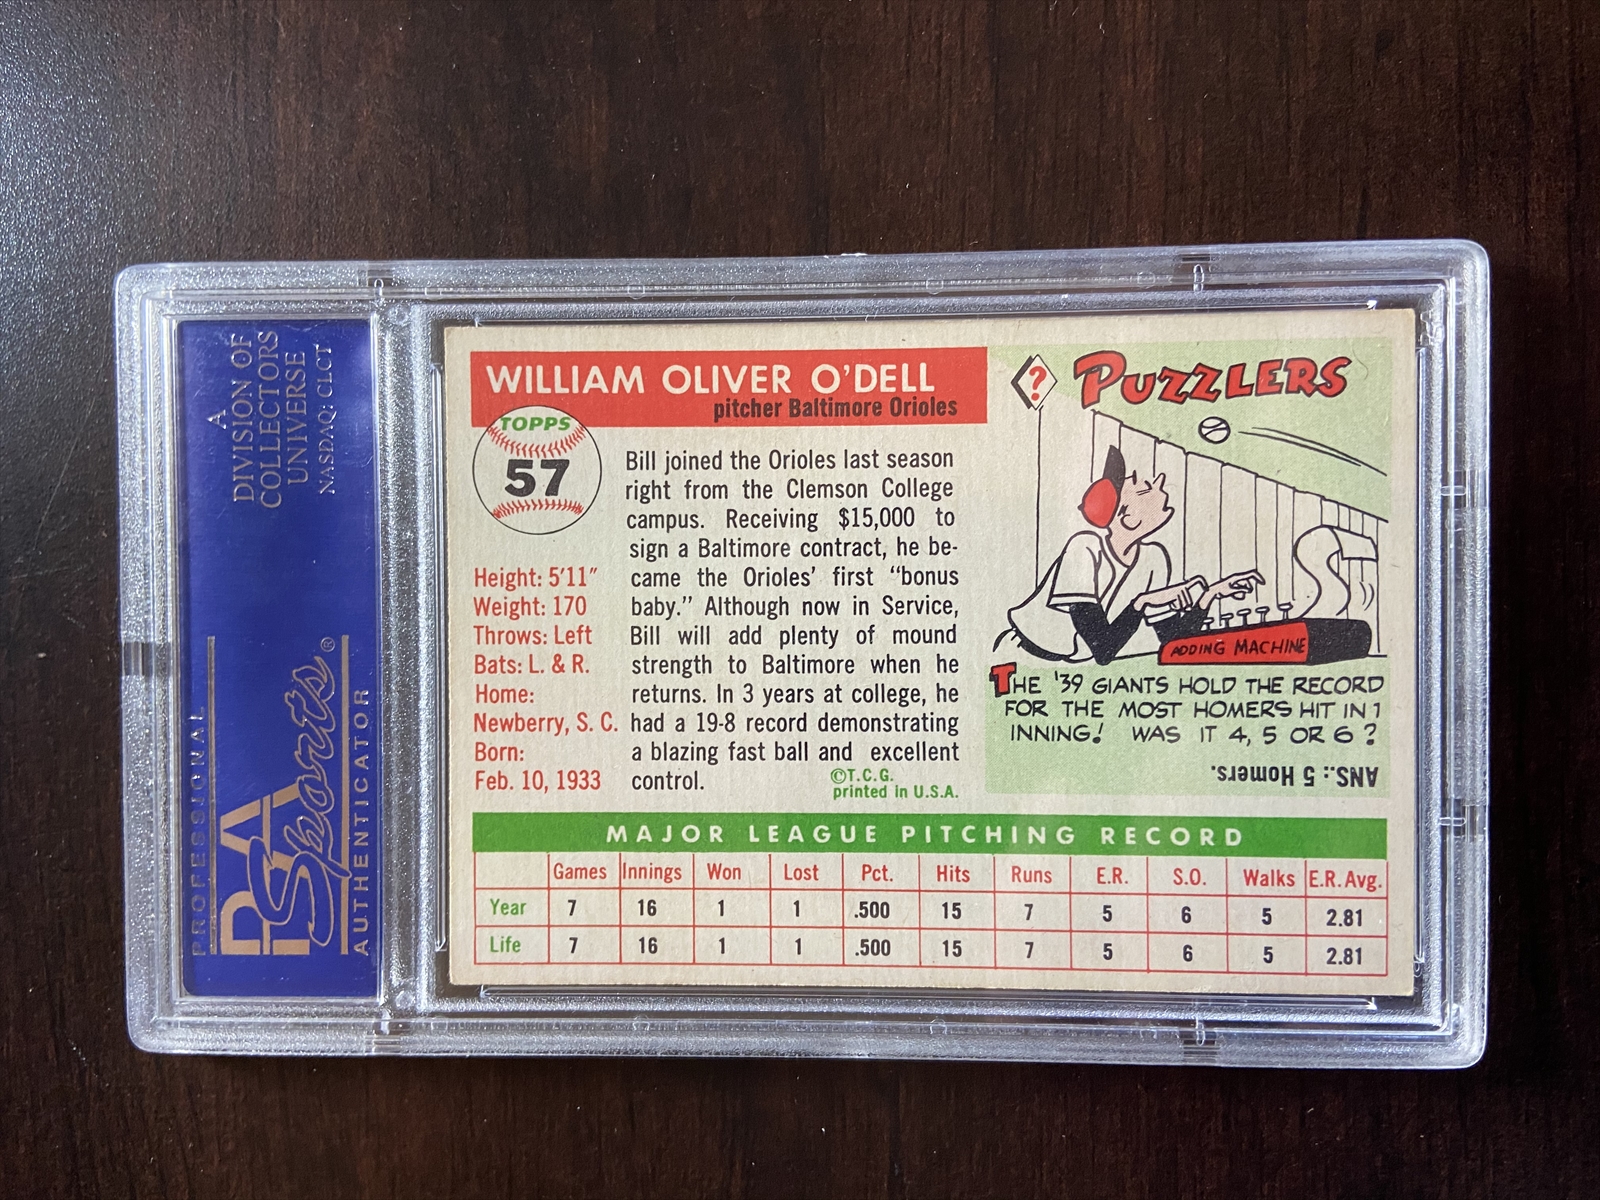 A
DIVISION OF
COLLECTORS
UNIVERSE
NASDAQ: CLCT
PROFESSIONAL
PSA
Sports®
AUTHENTICATOR
WILLIAM OLIVER O'DELL
pitcher Baltimore Orioles
TOPPS
57
Height: 5'11"
Weight: 170
Throws: Left
Bats: L. & R.
Home:
Newberry, S. C.
Born:
Feb. 10, 1933
Bill joined the Orioles last season
right from the Clemson College
campus. Receiving $15,000 to
sign a Baltimore contract, he be-
came the Orioles' first "bonus
baby." Although now in Service,
Bill will add plenty of mound
strength to Baltimore when he
returns. In 3 years at college, he
had a 19-8 record demonstrating
a blazing fast ball and excellent
control.
©T.C.G.
printed in U.S.A.
? PUZZLERS
ADDING MACHINE
THE '39 GIANTS HOLD THE RECORD
FOR THE MOST HOMERS HIT IN 1
INNING! WAS IT 4, 5 OR 6 ?
ANS.: 5 Homers.
MAJOR LEAGUE PITCHING RECORD
Games Innings Won Lost Pct. Hits Runs E.R. S.O. Walks E.R. Avg.
Year 7 16 1 1 .500 15 7 5 6 5 2.81
Life 7 16 1 1 .500 15 7 5 6 5 2.81